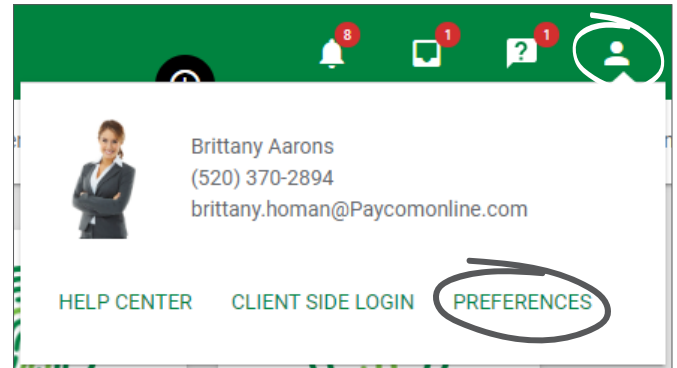 8
1
?
1
Brittany Aarons
(520) 370-2894
brittany.homan@Paycomonline.com
HELP CENTER
CLIENT SIDE LOGIN
PREFERENCES